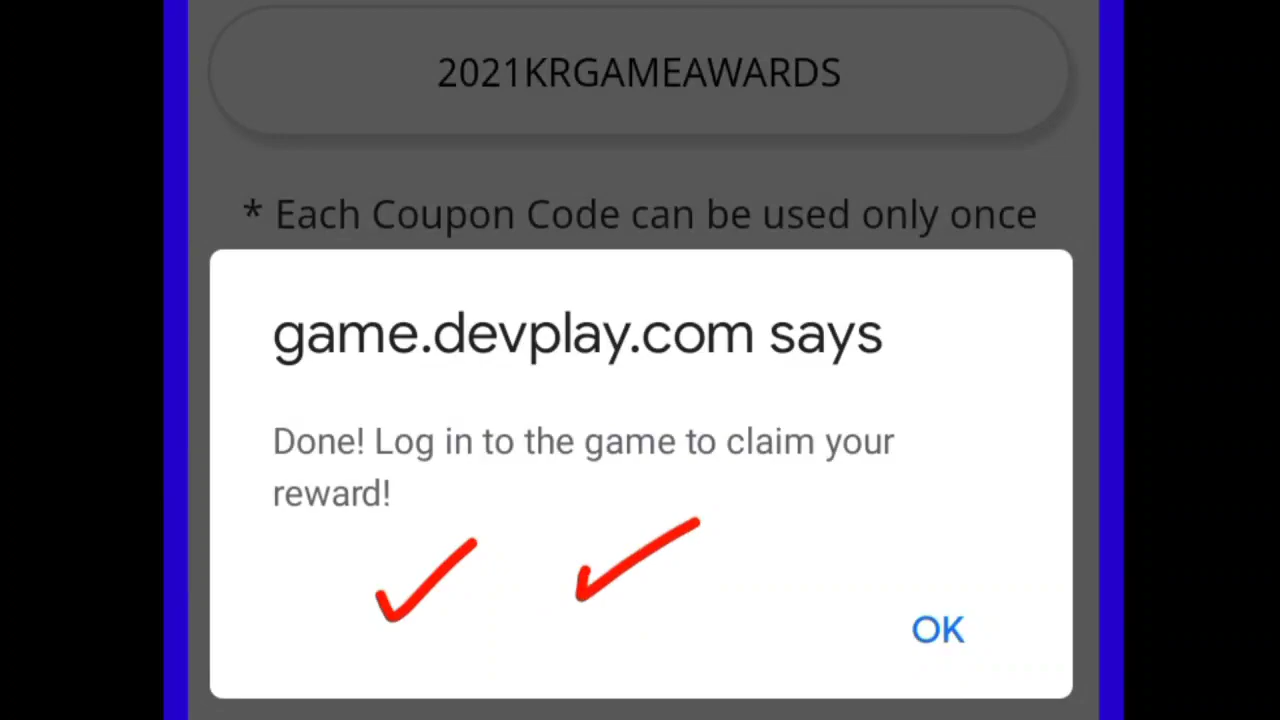 2021KRGAMEAWARDS
* Each Coupon Code can be used only once
game.devplay.com says
Done! Log in to the game to claim your
reward!
OK